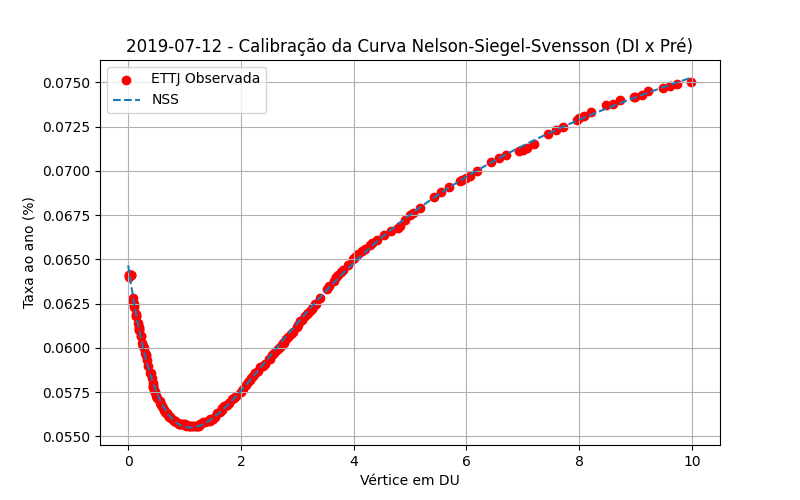 2019-07-12 - Calibração da Curva Nelson-Siegel-Svensson (DI x Pré)
ETTJ Observada
NSS
Taxa ao ano (%)
0.0750
0.0725
0.0700
0.0675
0.0650
0.0625
0.0600
0.0575
0.0550
0 2 4 6 8 10
Vértice em DU